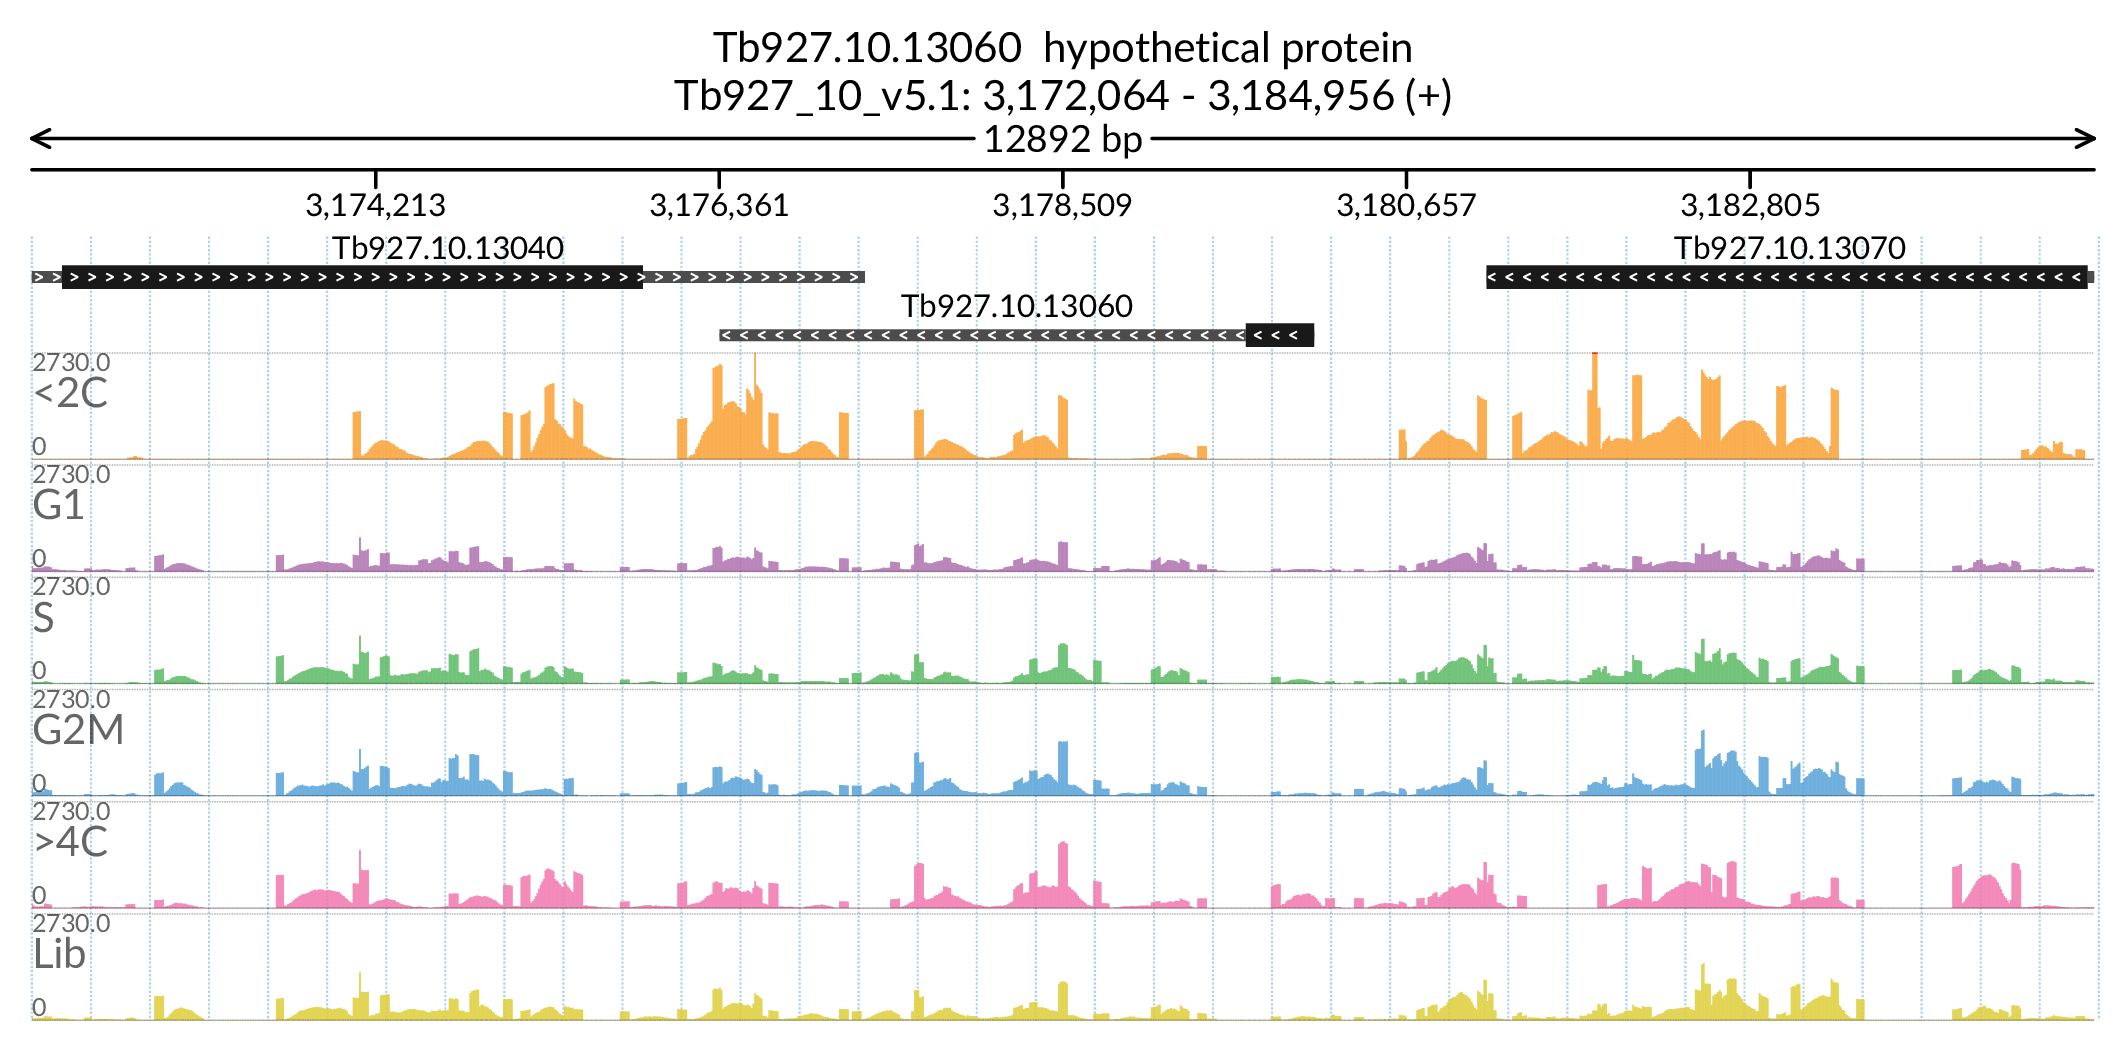 Tb927.10.13060  hypothetical protein
Tb927_10_v5.1: 3,172,064 - 3,184,956 (+)
12892 bp
3,174,213 3,176,361 3,178,509 3,180,657 3,182,805
Tb927.10.13040 Tb927.10.13070
Tb927.10.13060
2730.0
<2C
0
2730.0
G1
0
2730.0
S
0
2730.0
G2M
0
2730.0
>4C
0
2730.0
Lib
0